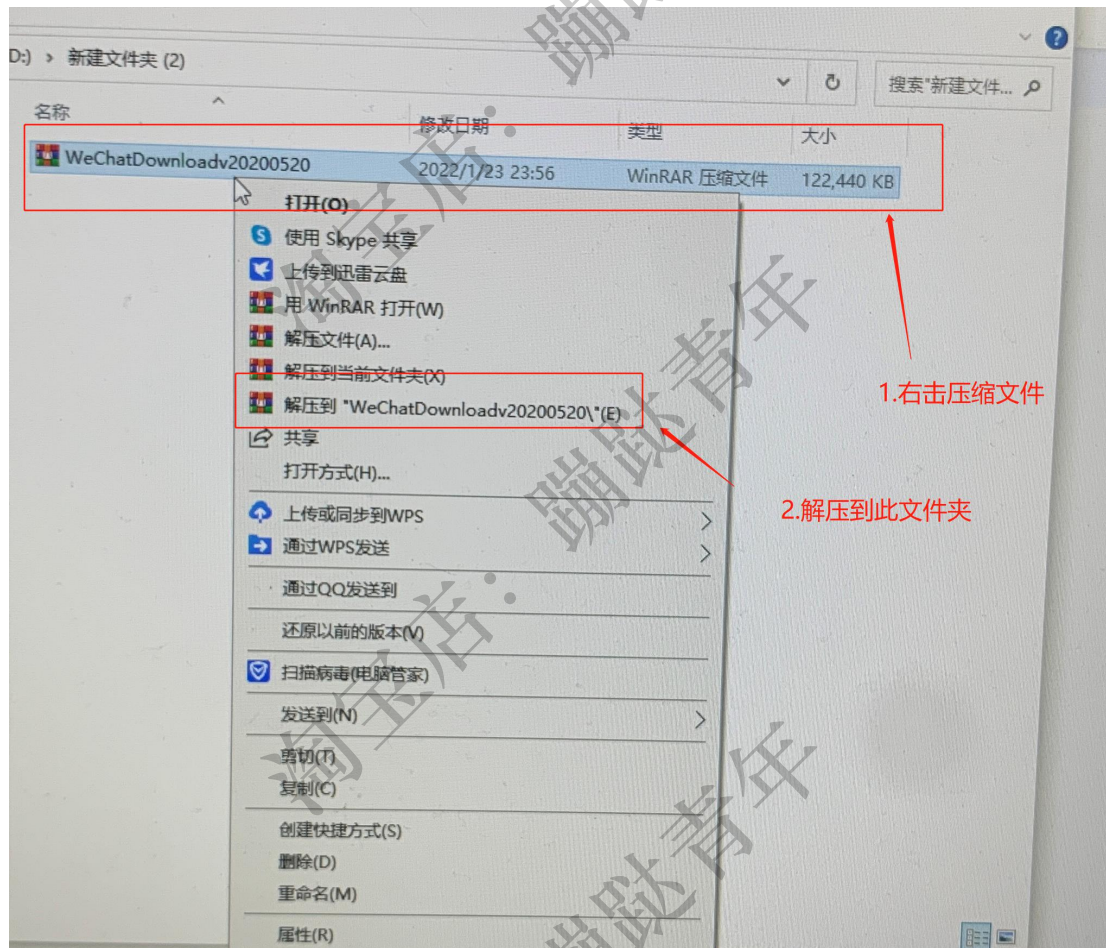 D:) › 新建文件夹 (2)
搜索"新建文件...
名称 修改日期 类型 大小
WeChatDownloadv20200520 2022/1/23 23:56 WinRAR 压缩文件 122,440 KB
打开(O)
使用 Skype 共享
上传到迅雷云盘
用 WinRAR 打开(W)
解压文件(A)...
解压到当前文件夹(X)
解压到 "WeChatDownloadv20200520\"(E)
共享
打开方式(H)...
上传或同步到WPS
通过WPS发送
通过QQ发送到
还原以前的版本(V)
扫描病毒(电脑管家)
发送到(N)
剪切(T)
复制(C)
创建快捷方式(S)
删除(D)
重命名(M)
属性(R)
1.右击压缩文件
2.解压到此文件夹
淘宝店：蹦跶青年
淘宝店：蹦跶青年